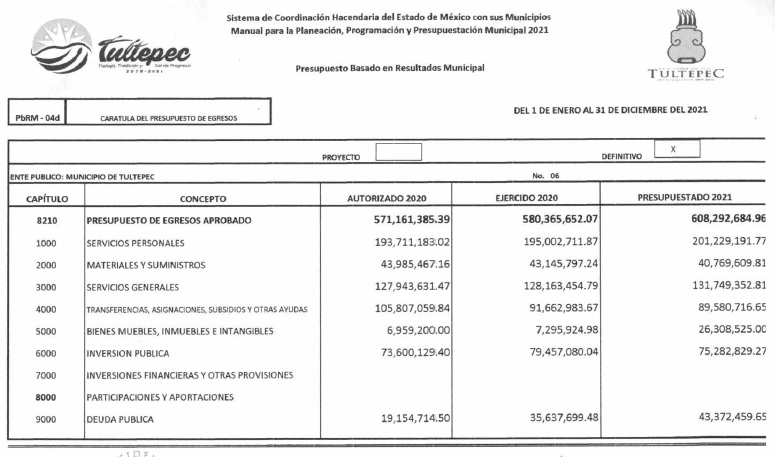 Sistema de Coordinación Hacendaria del Estado de México con sus Municipios
Manual para la Planeación, Programación y Presupuestación Municipal 2021
Tultepec
Trabajo, Tradición y Sol de Progreso
2019 - 2021
Presupuesto Basado en Resultados Municipal
TULTEPEC
PbRM - 04d CARATULA DEL PRESUPUESTO DE EGRESOS
DEL 1 DE ENERO AL 31 DE DICIEMBRE DEL 2021
PROYECTO DEFINITIVO X
ENTE PUBLICO: MUNICIPIO DE TULTEPEC No. 06
CAPÍTULO CONCEPTO AUTORIZADO 2020 EJERCIDO 2020 PRESUPUESTADO 2021
8210 PRESUPUESTO DE EGRESOS APROBADO 571,161,385.39 580,365,652.07 608,292,684.96
1000 SERVICIOS PERSONALES 193,711,183.02 195,002,711.87 201,229,191.77
2000 MATERIALES Y SUMINISTROS 43,985,467.16 43,145,797.24 40,769,609.81
3000 SERVICIOS GENERALES 127,943,631.47 128,163,454.79 131,749,352.81
4000 TRANSFERENCIAS, ASIGNACIONES, SUBSIDIOS Y OTRAS AYUDAS 105,807,059.84 91,662,983.67 89,580,716.65
5000 BIENES MUEBLES, INMUEBLES E INTANGIBLES 6,959,200.00 7,295,924.98 26,308,525.00
6000 INVERSION PUBLICA 73,600,129.40 79,457,080.04 75,282,829.27
7000 INVERSIONES FINANCIERAS Y OTRAS PROVISIONES
8000 PARTICIPACIONES Y APORTACIONES
9000 DEUDA PUBLICA 19,154,714.50 35,637,699.48 43,372,459.65